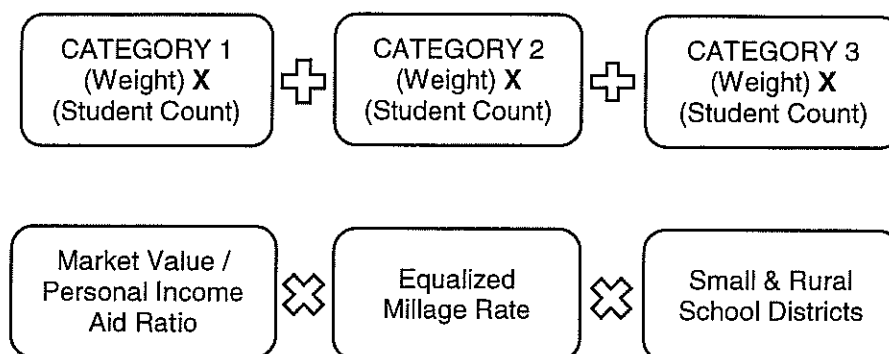 CATEGORY 1
(Weight) X
(Student Count)
CATEGORY 2
(Weight) X
(Student Count)
CATEGORY 3
(Weight) X
(Student Count)
Market Value /
Personal Income
Aid Ratio
Equalized
Millage Rate
Small & Rural
School Districts